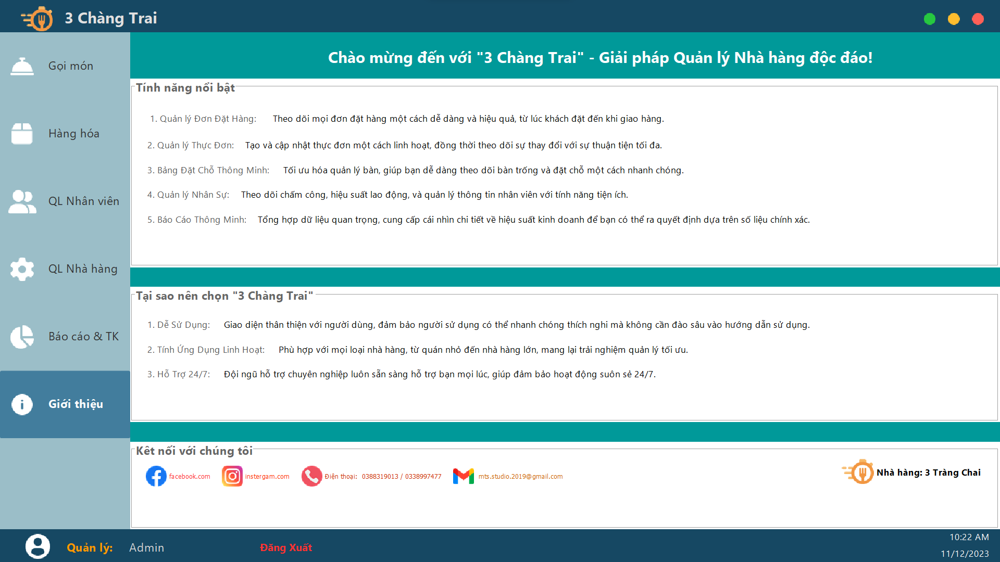 3 Chàng Trai
Gọi món
Hàng hóa
QL Nhân viên
QL Nhà hàng
Báo cáo & TK
Giới thiệu
Chào mừng đến với "3 Chàng Trai" - Giải pháp Quản lý Nhà hàng độc đáo!
Tính năng nổi bật
1. Quản lý Đơn Đặt Hàng: Theo dõi mọi đơn đặt hàng một cách dễ dàng và hiệu quả, từ lúc khách đặt đến khi giao hàng.
2. Quản lý Thực Đơn: Tạo và cập nhật thực đơn một cách linh hoạt, đồng thời theo dõi sự thay đổi với sự thuận tiện tối đa.
3. Bảng Đặt Chỗ Thông Minh: Tối ưu hóa quản lý bàn, giúp bạn dễ dàng theo dõi bàn trống và đặt chỗ một cách nhanh chóng.
4. Quản lý Nhân Sự: Theo dõi chấm công, hiệu suất lao động, và quản lý thông tin nhân viên với tính năng tiện ích.
5. Báo Cáo Thông Minh: Tổng hợp dữ liệu quan trọng, cung cấp cái nhìn chi tiết về hiệu suất kinh doanh để bạn có thể ra quyết định dựa trên số liệu chính xác.
Tại sao nên chọn "3 Chàng Trai"
1. Dễ Sử Dụng: Giao diện thân thiện với người dùng, đảm bảo người sử dụng có thể nhanh chóng thích nghi mà không cần đào sâu vào hướng dẫn sử dụng.
2. Tính Ứng Dụng Linh Hoạt: Phù hợp với mọi loại nhà hàng, từ quán nhỏ đến nhà hàng lớn, mang lại trải nghiệm quản lý tối ưu.
3. Hỗ Trợ 24/7: Đội ngũ hỗ trợ chuyên nghiệp luôn sẵn sàng hỗ trợ bạn mọi lúc, giúp đảm bảo hoạt động suôn sẻ 24/7.
Kêt nối với chúng tôi
facebook.com instergam.com Điện thoại: 0388319013 / 0338997477 mts.studio.2019@gmail.com
Nhà hàng: 3 Tràng Chai
Quản lý: Admin Đăng Xuất
10:22 AM
11/12/2023